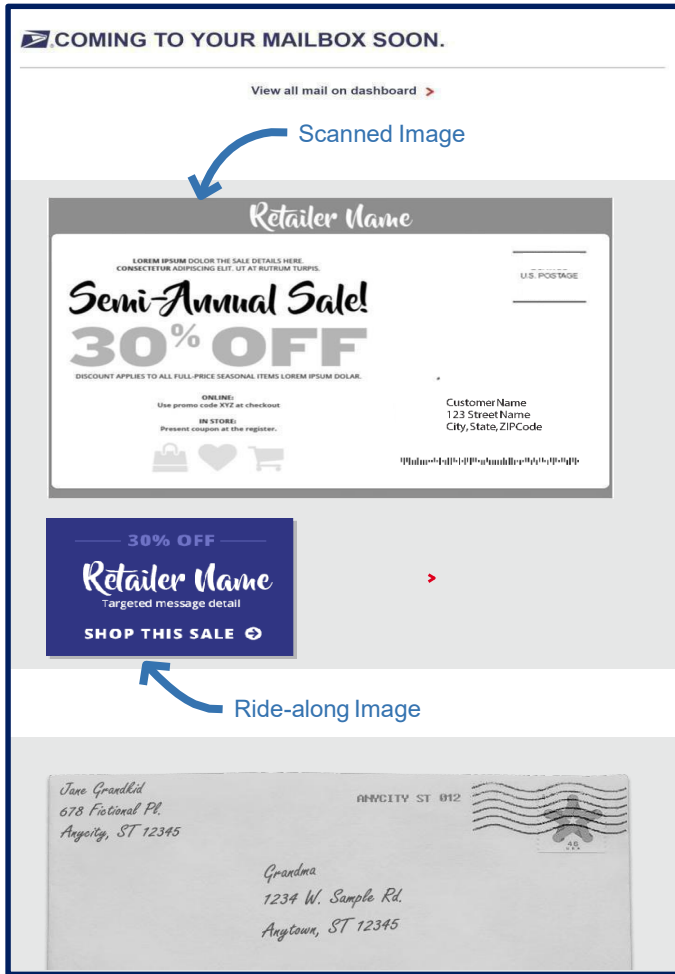 COMING TO YOUR MAILBOX SOON.
View all mail on dashboard >
Scanned Image
Retailer Name
LOREM IPSUM DOLOR THE SALE DETAILS HERE.
CONSECTETUR ADIPISCING ELIT. UT AT RUTRUM TURPIS.
U.S. POSTAGE
Semi-Annual Sale!
30% OFF
DISCOUNT APPLIES TO ALL FULL-PRICE SEASONAL ITEMS LOREM IPSUM DOLAR.
ONLINE:
Use promo code XYZ at checkout
IN STORE:
Present coupon at the register.
Customer Name
123 Street Name
City, State, ZIPCode
30% OFF
Retailer Name
Targeted message detail
SHOP THIS SALE
Ride-along Image
Jane Grandkid
678 Fictional Pl.
Anycity, ST 12345
ANYCITY ST 012
46
Grandma
1234 W. Sample Rd.
Anytown, ST 12345